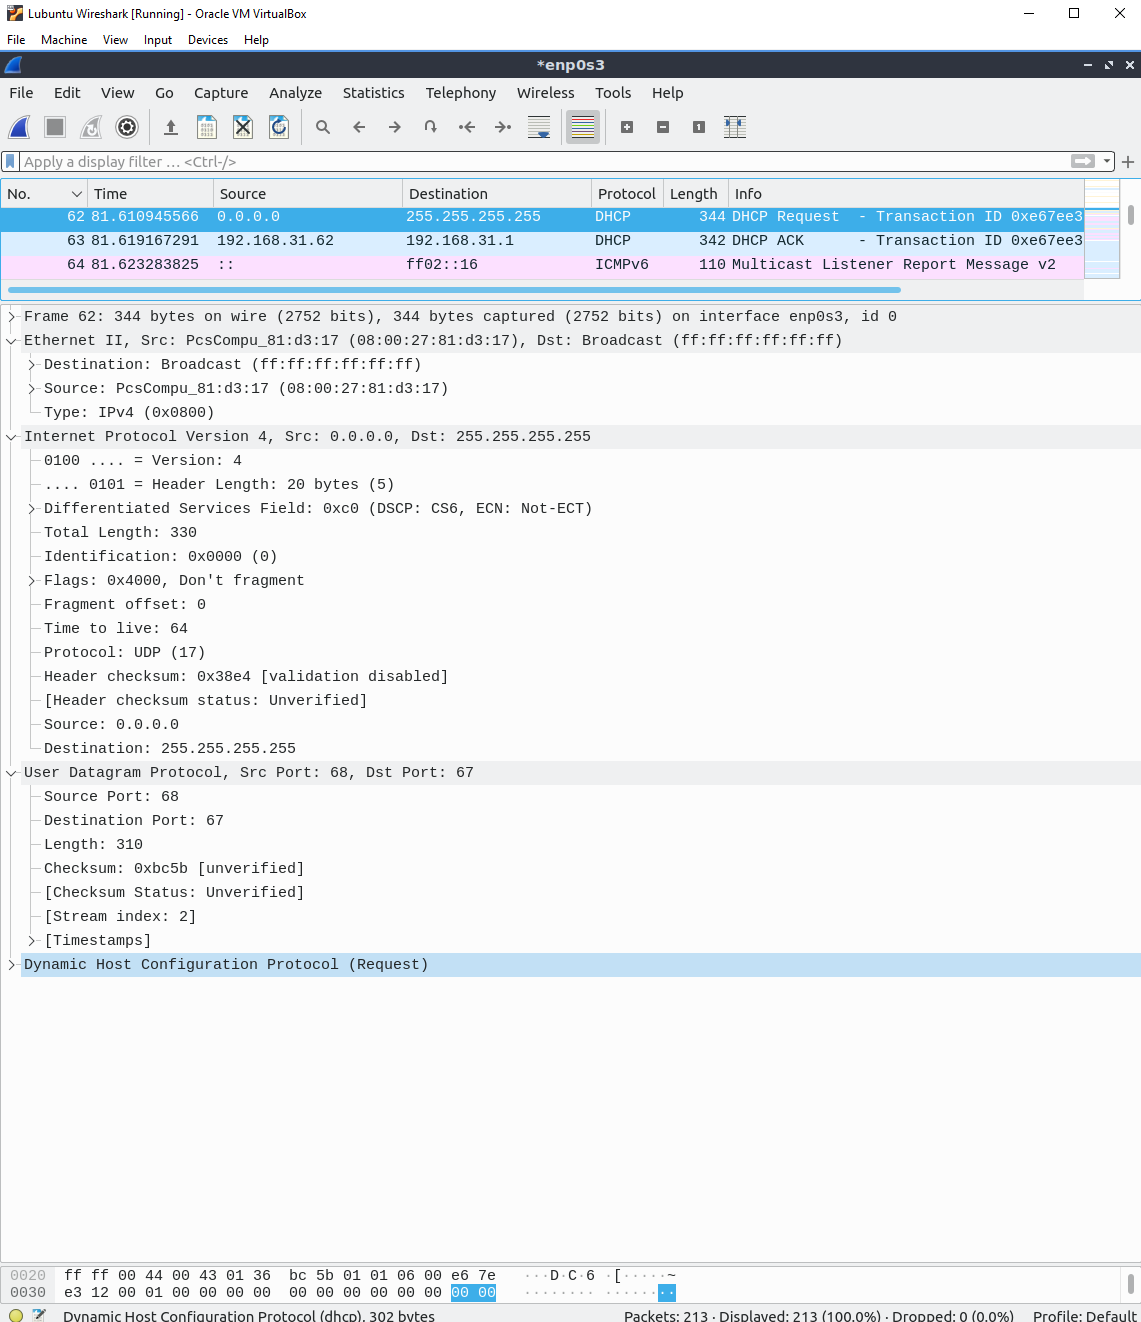 Lubuntu Wireshark [Running] - Oracle VM VirtualBox
File Machine View Input Devices Help
*enp0s3
File Edit View Go Capture Analyze Statistics Telephony Wireless Tools Help
Apply a display filter … <Ctrl-/>
No. Time Source Destination Protocol Length Info
62 81.610945566 0.0.0.0 255.255.255.255 DHCP 344 DHCP Request - Transaction ID 0xe67ee3
63 81.619167291 192.168.31.62 192.168.31.1 DHCP 342 DHCP ACK - Transaction ID 0xe67ee3
64 81.623283825 :: ff02::16 ICMPv6 110 Multicast Listener Report Message v2
Frame 62: 344 bytes on wire (2752 bits), 344 bytes captured (2752 bits) on interface enp0s3, id 0
Ethernet II, Src: PcsCompu_81:d3:17 (08:00:27:81:d3:17), Dst: Broadcast (ff:ff:ff:ff:ff:ff)
Destination: Broadcast (ff:ff:ff:ff:ff:ff)
Source: PcsCompu_81:d3:17 (08:00:27:81:d3:17)
Type: IPv4 (0x0800)
Internet Protocol Version 4, Src: 0.0.0.0, Dst: 255.255.255.255
0100 .... = Version: 4
.... 0101 = Header Length: 20 bytes (5)
Differentiated Services Field: 0xc0 (DSCP: CS6, ECN: Not-ECT)
Total Length: 330
Identification: 0x0000 (0)
Flags: 0x4000, Don't fragment
Fragment offset: 0
Time to live: 64
Protocol: UDP (17)
Header checksum: 0x38e4 [validation disabled]
[Header checksum status: Unverified]
Source: 0.0.0.0
Destination: 255.255.255.255
User Datagram Protocol, Src Port: 68, Dst Port: 67
Source Port: 68
Destination Port: 67
Length: 310
Checksum: 0xbc5b [unverified]
[Checksum Status: Unverified]
[Stream index: 2]
[Timestamps]
Dynamic Host Configuration Protocol (Request)
0020 ff ff 00 44 00 43 01 36 bc 5b 01 01 06 00 e6 7e ···D·C·6 ·[·····~
0030 e3 12 00 01 00 00 00 00 00 00 00 00 00 00 00 00 ········ ········
Dynamic Host Configuration Protocol (dhcp), 302 bytes Packets: 213 · Displayed: 213 (100.0%) · Dropped: 0 (0.0%) Profile: Default